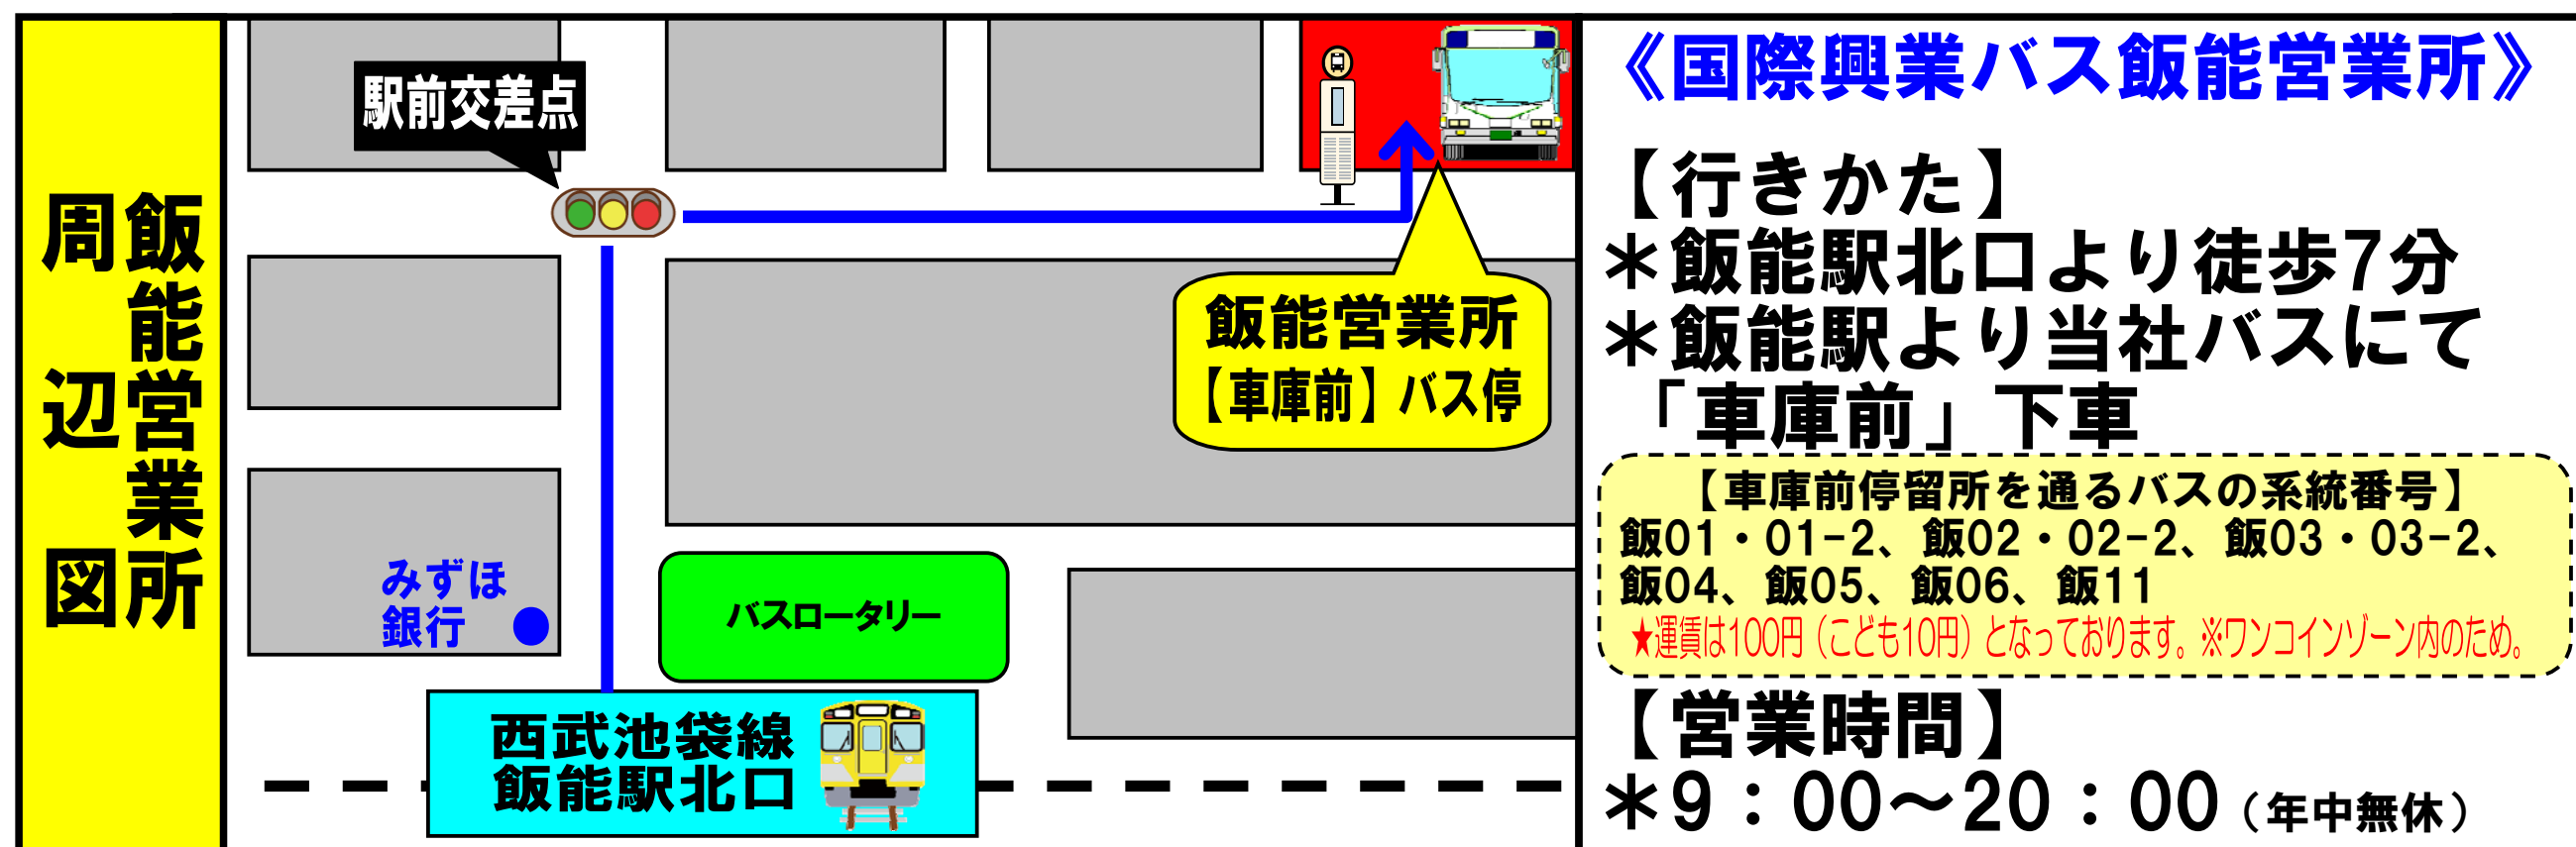 飯能営業所
周辺図
駅前交差点
飯能営業所
【車庫前】バス停
みずほ
銀行
バスロータリー
西武池袋線
飯能駅北口
《国際興業バス飯能営業所》
【行きかた】
＊飯能駅北口より徒歩7分
＊飯能駅より当社バスにて
「車庫前」下車
【車庫前停留所を通るバスの系統番号】
飯01・01-2、飯02・02-2、飯03・03-2、
飯04、飯05、飯06、飯11
★運賃は100円（こども10円）となっております。※ワンコインゾーン内のため。
【営業時間】
＊9：00～20：00（年中無休）